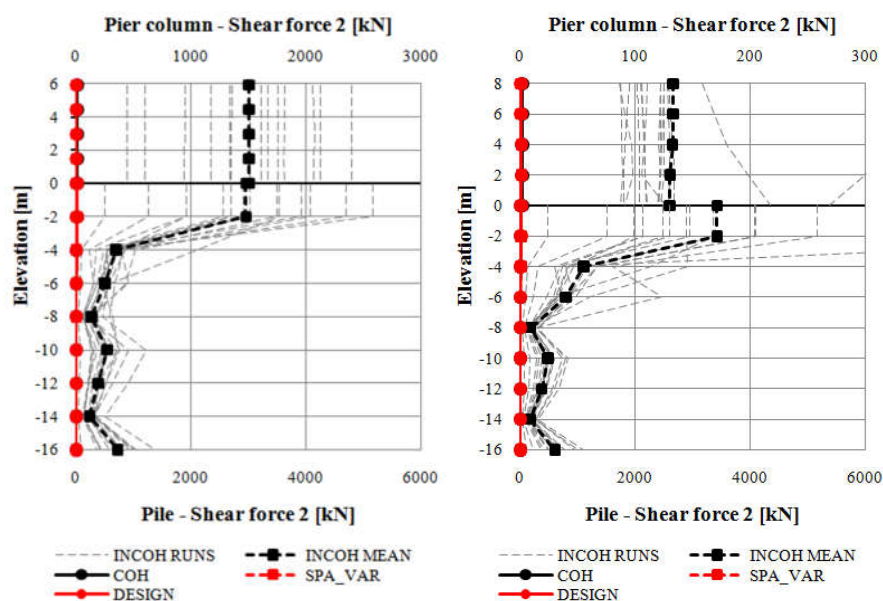 Pier column - Shear force 2 [kN]
0 1000 2000 3000
6
4
2
0
-2
-4
-6
-8
-10
-12
-14
-16
Elevation [m]
0 2000 4000 6000
Pile - Shear force 2 [kN]
INCOH RUNS INCOH MEAN
COH SPA_VAR
DESIGN
Pier column - Shear force 2 [kN]
0 100 200 300
8
6
4
2
0
-2
-4
-6
-8
-10
-12
-14
-16
Elevation [m]
0 2000 4000 6000
Pile - Shear force 2 [kN]
INCOH RUNS INCOH MEAN
COH SPA_VAR
DESIGN